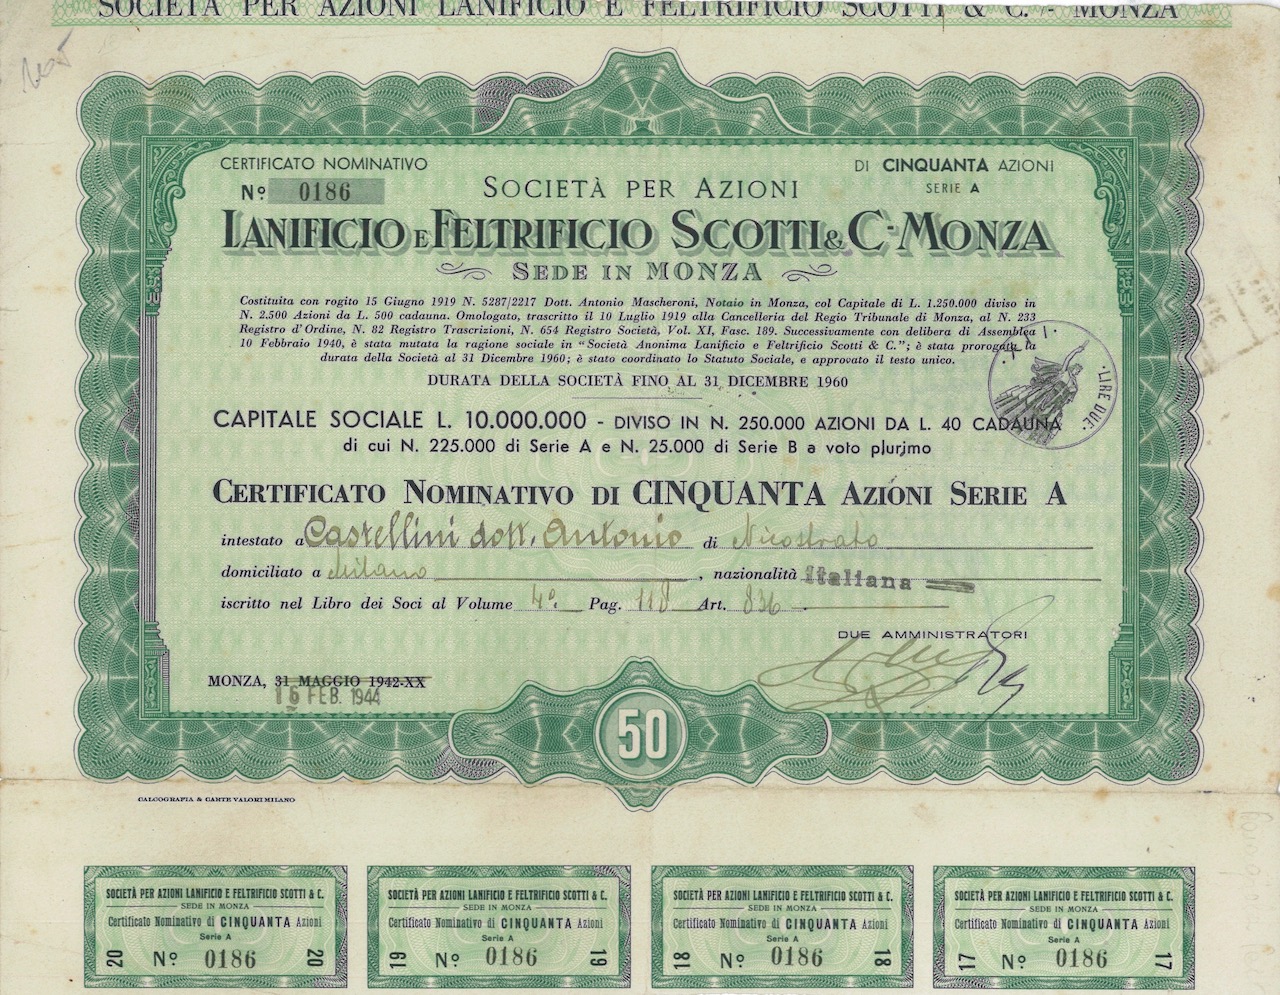 SOCIETÀ PER AZIONI LANIFICIO E FELTRIFICIO SCOTTI & C. - MONZA
CERTIFICATO NOMINATIVO
DI CINQUANTA AZIONI
Nº. 0186
SERIE A
SOCIETÀ PER AZIONI
LANIFICIO E FELTRIFICIO SCOTTI & C.- MONZA
SEDE IN MONZA
Costituita con rogito 15 Giugno 1919 N. 5287/2217 Dott. Antonio Mascheroni, Notaio in Monza, col Capitale di L. 1.250.000 diviso in
N. 2.500 Azioni da L. 500 cadauna. Omologato, trascritto il 10 Luglio 1919 alla Cancelleria del Regio Tribunale di Monza, al N. 233
Registro d'Ordine, N. 82 Registro Trascrizioni, N. 654 Registro Società, Vol. XI, Fasc. 189. Successivamente con delibera di Assemblea
10 Febbraio 1940, è stata mutata la ragione sociale in "Società Anonima Lanificio e Feltrificio Scotti & C."; è stata prorogata la
durata della Società al 31 Dicembre 1960; è stato coordinato lo Statuto Sociale, e approvato il testo unico.
DURATA DELLA SOCIETÀ FINO AL 31 DICEMBRE 1960
LIRE DUE
CAPITALE SOCIALE L. 10.000.000 - DIVISO IN N. 250.000 AZIONI DA L. 40 CADAUNA
di cui N. 225.000 di Serie A e N. 25.000 di Serie B a voto plurimo
CERTIFICATO NOMINATIVO DI CINQUANTA AZIONI SERIE A
intestato a Castellini dott. Antonio di Nicostrato
domiciliato a Milano, nazionalità Italiana
iscritto nel Libro dei Soci al Volume 4º. Pag. 118 Art. 836
DUE AMMINISTRATORI
MONZA, 31 MAGGIO 1942-XX
16 FEB. 1944
50
CALCOGRAFIA & CARTE VALORI MILANO
SOCIETÀ PER AZIONI LANIFICIO E FELTRIFICIO SCOTTI & C.
SEDE IN MONZA
Certificato Nominativo di CINQUANTA Azioni
Serie A
20 Nº. 0186 20
SOCIETÀ PER AZIONI LANIFICIO E FELTRIFICIO SCOTTI & C.
SEDE IN MONZA
Certificato Nominativo di CINQUANTA Azioni
Serie A
19 Nº. 0186 19
SOCIETÀ PER AZIONI LANIFICIO E FELTRIFICIO SCOTTI & C.
SEDE IN MONZA
Certificato Nominativo di CINQUANTA Azioni
Serie A
18 Nº. 0186 18
SOCIETÀ PER AZIONI LANIFICIO E FELTRIFICIO SCOTTI & C.
SEDE IN MONZA
Certificato Nominativo di CINQUANTA Azioni
Serie A
17 Nº. 0186 17